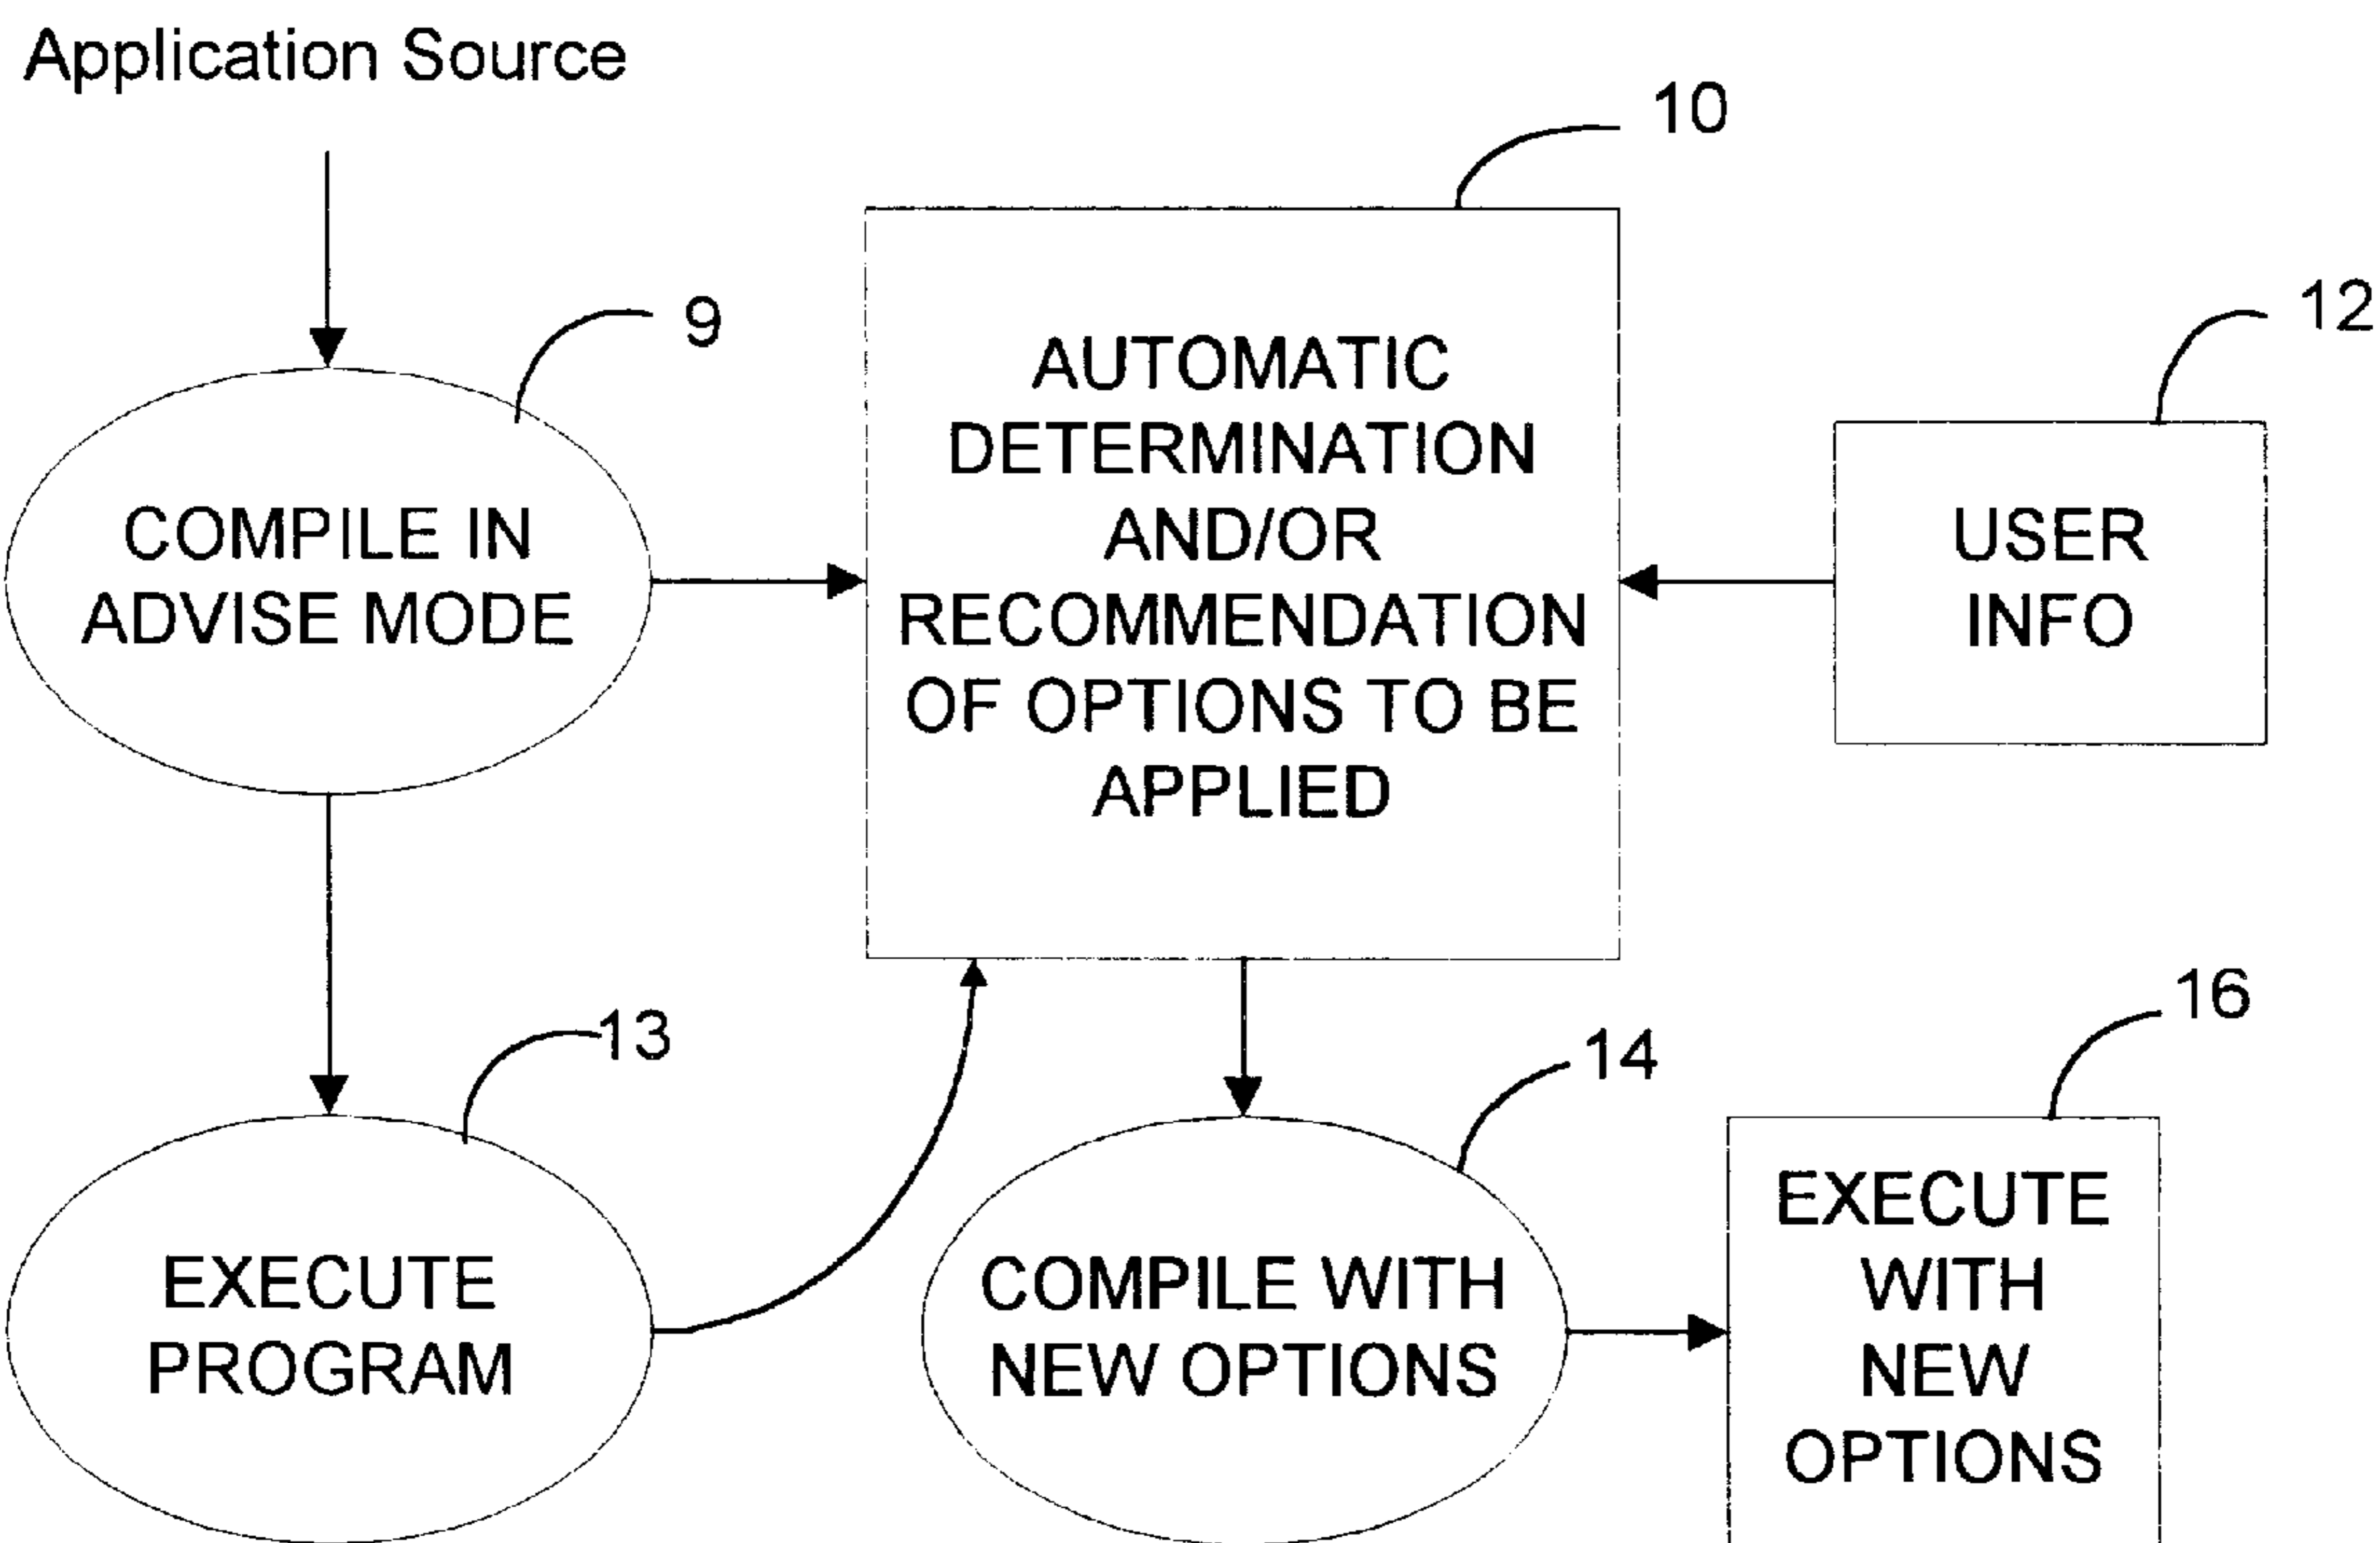 Application Source
10
9
12
AUTOMATIC
DETERMINATION
AND/OR
RECOMMENDATION
OF OPTIONS TO BE
APPLIED
COMPILE IN
ADVISE MODE
USER
INFO
13
14
16
EXECUTE
PROGRAM
COMPILE WITH
NEW OPTIONS
EXECUTE
WITH
NEW
OPTIONS